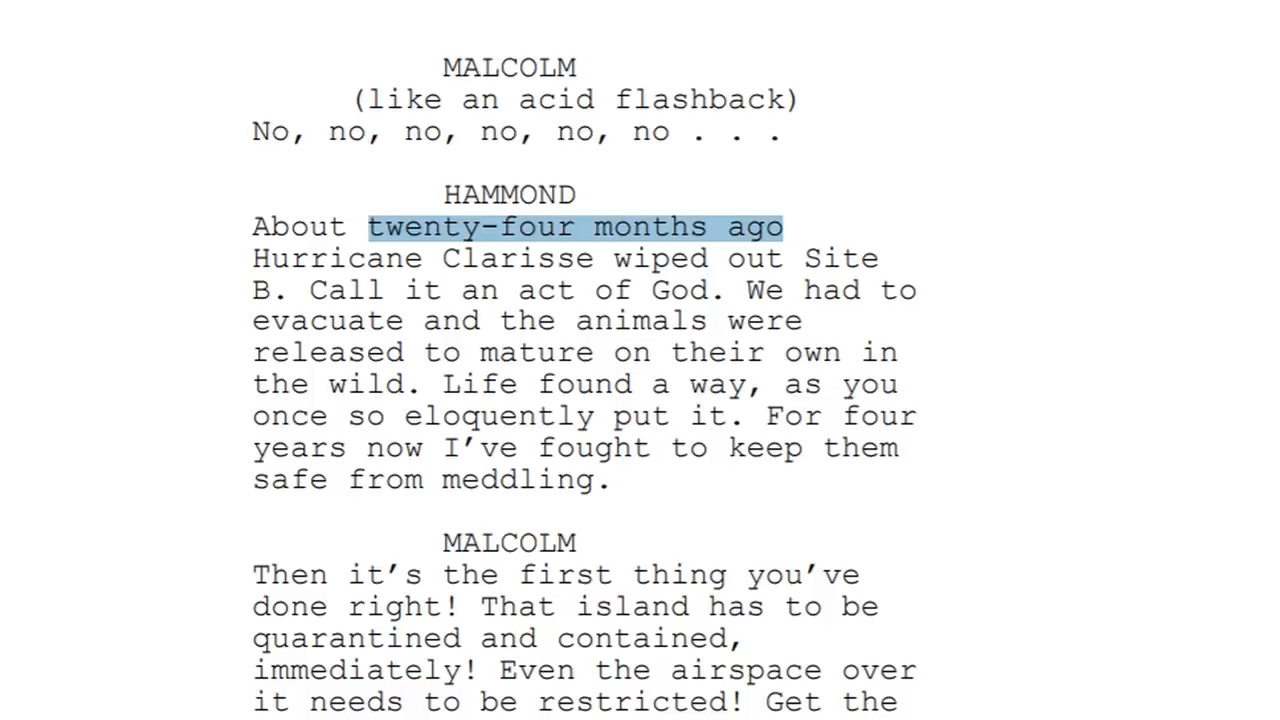 MALCOLM
(like an acid flashback)
No, no, no, no, no, no . . .
HAMMOND
About twenty-four months ago
Hurricane Clarisse wiped out Site
B. Call it an act of God. We had to
evacuate and the animals were
released to mature on their own in
the wild. Life found a way, as you
once so eloquently put it. For four
years now I’ve fought to keep them
safe from meddling.
MALCOLM
Then it’s the first thing you’ve
done right! That island has to be
quarantined and contained,
immediately! Even the airspace over
it needs to be restricted! Get the